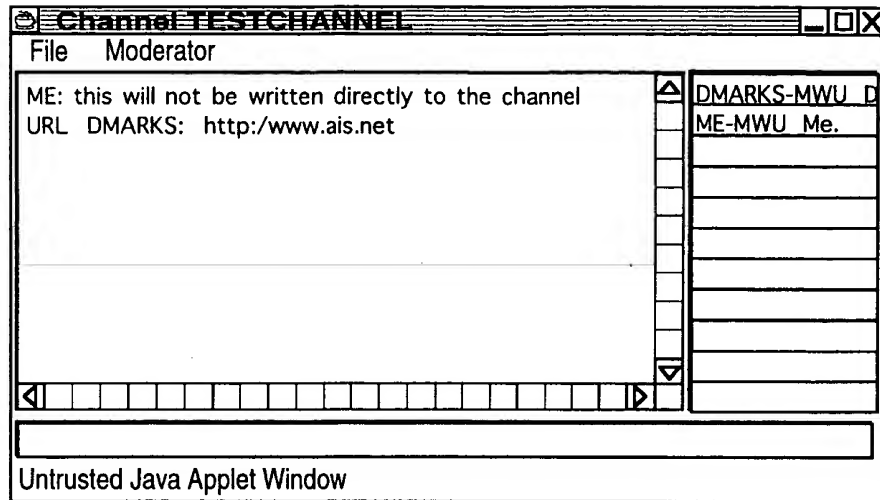 Channel TESTCHANNEL
File Moderator
ME: this will not be written directly to the channel
URL DMARKS: http:/www.ais.net
DMARKS-MWU D
ME-MWU Me.
Untrusted Java Applet Window